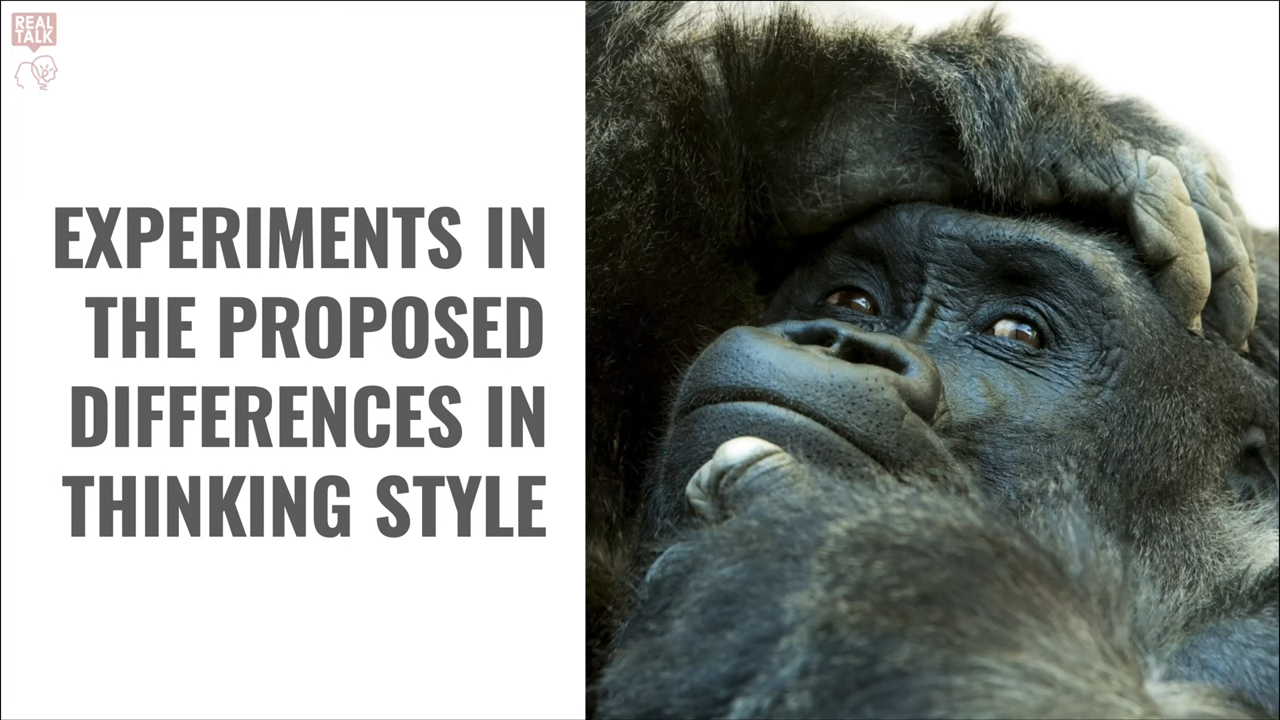 REAL
TALK
EXPERIMENTS IN
THE PROPOSED
DIFFERENCES IN
THINKING STYLE